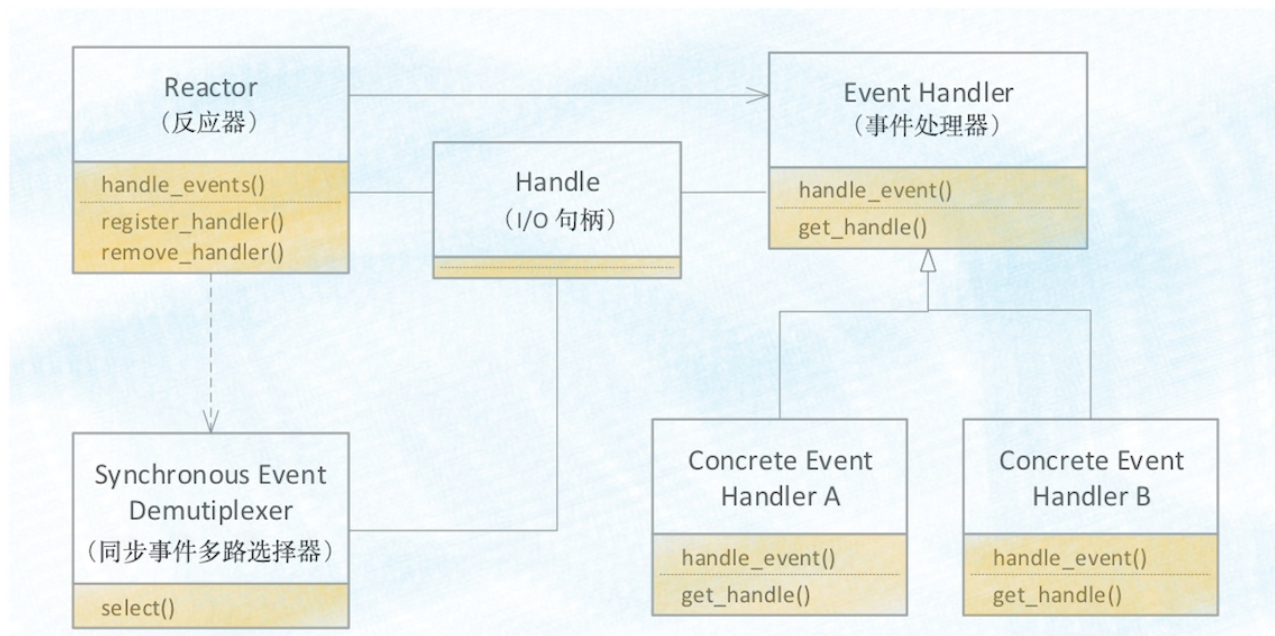 Reactor
（反应器）
handle_events()
register_handler()
remove_handler()
Handle
（I/O 句柄）
Event Handler
（事件处理器）
handle_event()
get_handle()
Synchronous Event
Demutiplexer
（同步事件多路选择器）
select()
Concrete Event
Handler A
handle_event()
get_handle()
Concrete Event
Handler B
handle_event()
get_handle()